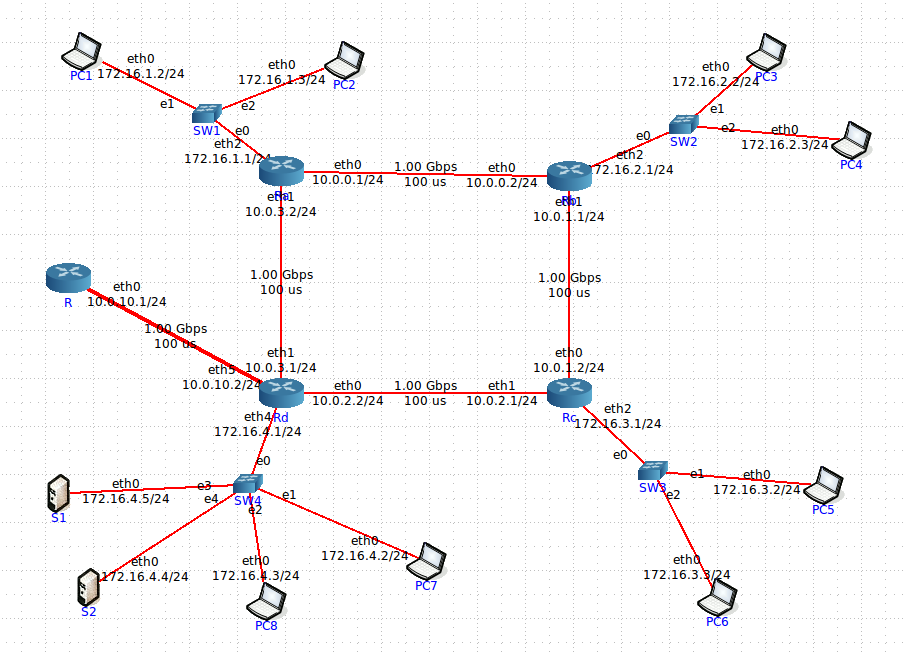 eth0
172.16.1.2/24
PC1
eth0
172.16.1.3/24
PC2
e1
e2
SW1
e0
eth2
172.16.1.1/24
eth0
172.16.2.2/24
PC3
e1
e2
SW2
e0
eth0
172.16.2.3/24
PC4
eth2
172.16.2.1/24
eth0
10.0.0.1/24
1.00 Gbps
100 us
eth0
10.0.0.2/24
eth1
10.0.3.2/24
eth1
10.0.1.1/24
1.00 Gbps
100 us
1.00 Gbps
100 us
R
eth0
10.0.10.1/24
1.00 Gbps
100 us
eth5
10.0.10.2/24
eth1
10.0.3.1/24
eth0
10.0.1.2/24
eth0
10.0.2.2/24
1.00 Gbps
100 us
eth1
10.0.2.1/24
Rd
Rc
eth4
172.16.4.1/24
eth2
172.16.3.1/24
e0
e0
SW4
SW3
e1
e2
eth0
172.16.3.2/24
PC5
eth0
172.16.3.3/24
PC6
S1
eth0
172.16.4.5/24
e3
e4
e2
e1
eth0
172.16.4.4/24
S2
eth0
172.16.4.3/24
PC8
eth0
172.16.4.2/24
PC7